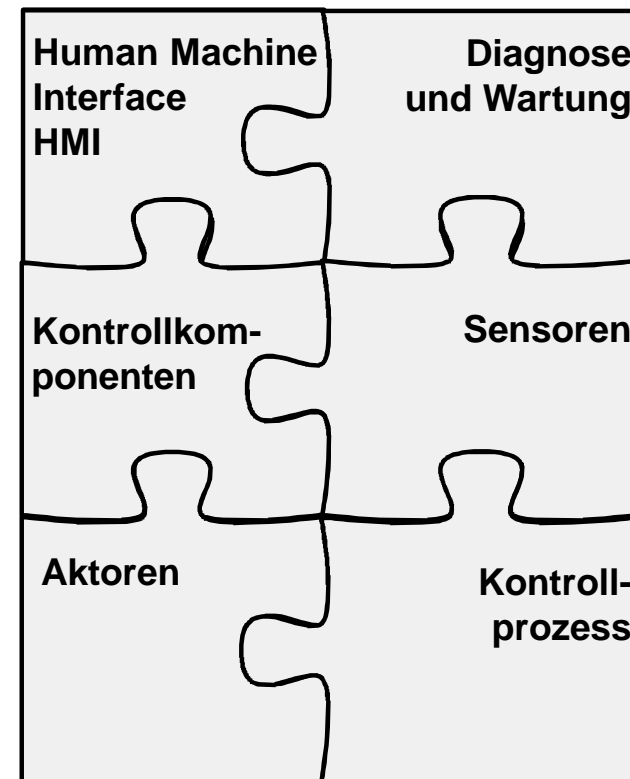 Human Machine
Interface
HMI
Diagnose
und Wartung
Kontrollkom-
ponenten
Sensoren
Aktoren
Kontroll-
prozess